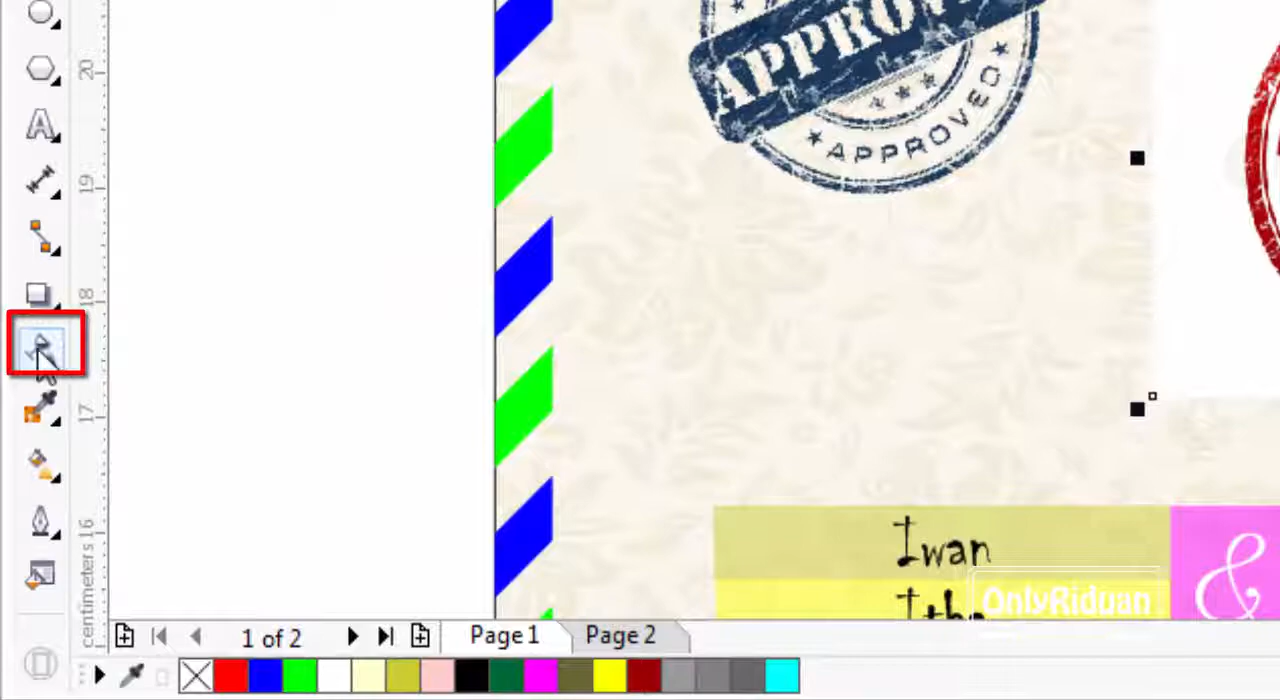 APPROV
APPROVED
20
19
18
17
16
centimeters
Iwan
OnlyRiduan
&
1 of 2
Page 1
Page 2